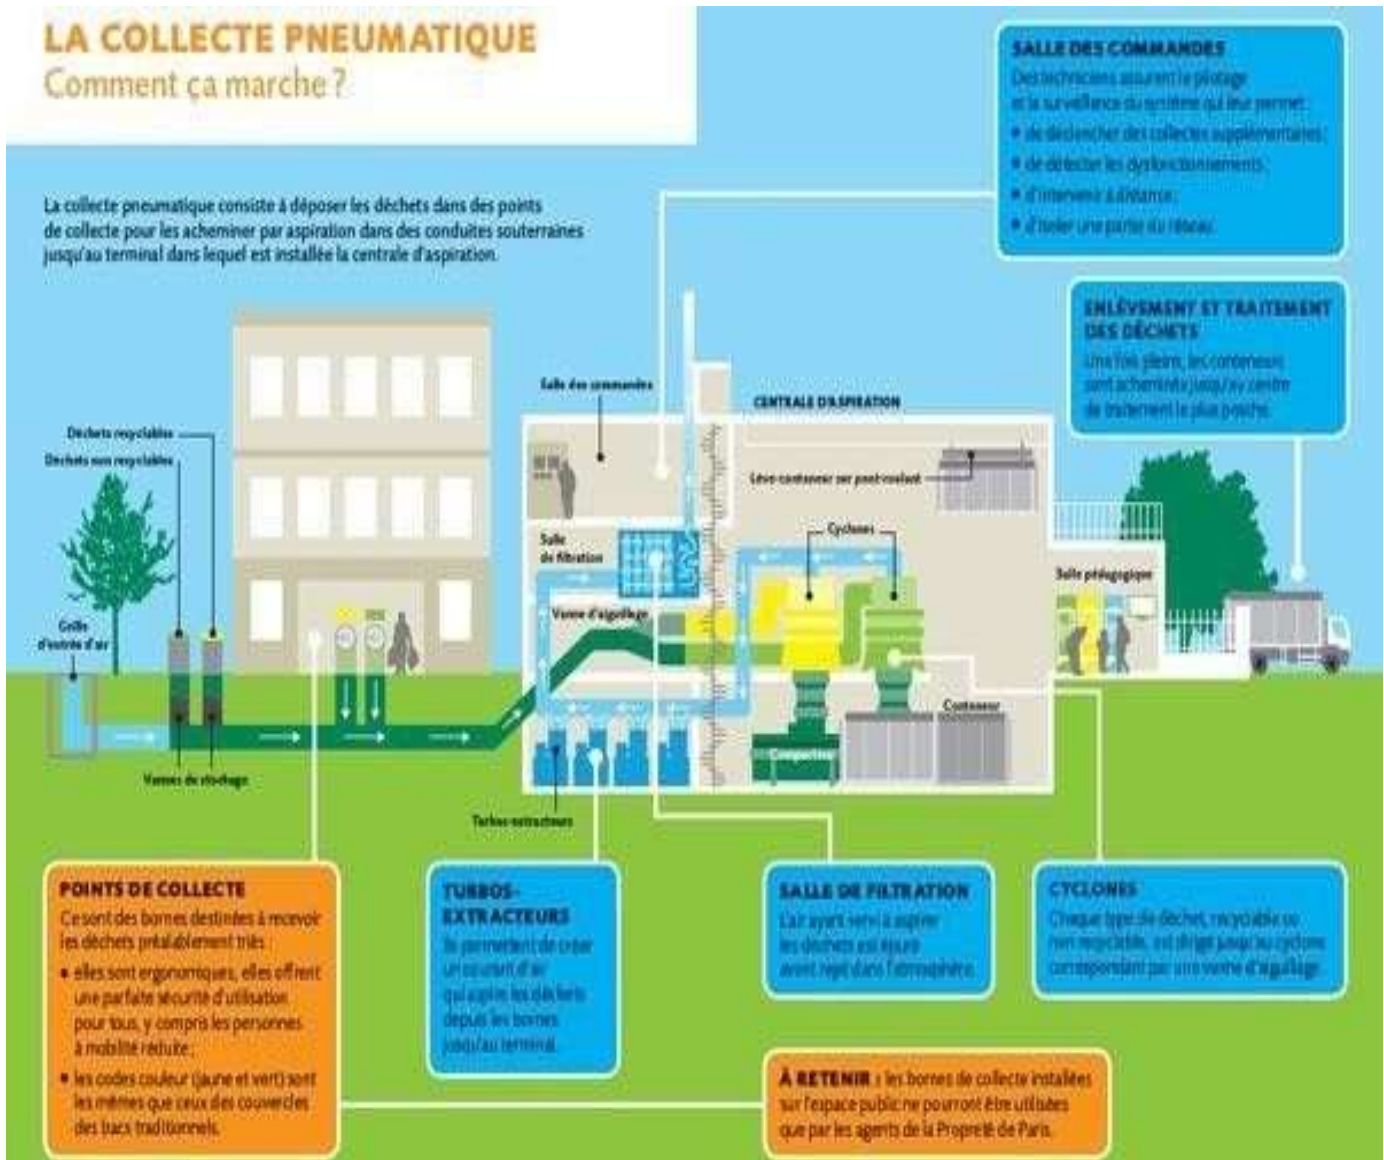 LA COLLECTE PNEUMATIQUE
Comment ça marche ?
La collecte pneumatique consiste à déposer les déchets dans des points
de collecte pour les acheminer par aspiration dans des conduites souterraines
jusqu'au terminal dans lequel est installée la centrale d'aspiration.
SALLE DES COMMANDES
Des techniciens assurent le pilotage
et la surveillance du système qui leur permet :
• de déclencher des collectes supplémentaires ;
• de détecter les dysfonctionnements ;
• d'intervenir à distance ;
• d'isoler une partie du réseau.
ENLÈVEMENT ET TRAITEMENT
DES DÉCHETS
Une fois pleins, les conteneurs
sont acheminés jusqu'au centre
de traitement le plus proche.
Salle des commandes
CENTRALE D'ASPIRATION
Déchets recyclables
Déchets non recyclables
Lève-conteneur sur pont-roulant
Cyclones
Salle
de filtration
Salle pédagogique
Vanne d'aiguillage
Grille
d'entrée d'air
Conteneur
Compacteur
Vannes de stockage
Turbos-extracteurs
POINTS DE COLLECTE
Ce sont des bornes destinées à recevoir
les déchets préalablement triés :
• elles sont ergonomiques, elles offrent
une parfaite sécurité d'utilisation
pour tous, y compris les personnes
à mobilité réduite ;
• les codes couleur (jaune et vert) sont
les mêmes que ceux des couvercles
des bacs traditionnels.
TURBOS-
EXTRACTEURS
Ils permettent de créer
un courant d'air
qui aspire les déchets
depuis les bornes
jusqu'au terminal.
SALLE DE FILTRATION
L'air ayant servi à aspirer
les déchets est épuré
avant rejet dans l'atmosphère.
CYCLONES
Chaque type de déchet, recyclable ou
non recyclable, est dirigé jusqu'au cyclone
correspondant par une vanne d'aiguillage.
À RETENIR : les bornes de collecte installées
sur l'espace public ne pourront être utilisées
que par les agents de la Propreté de Paris.